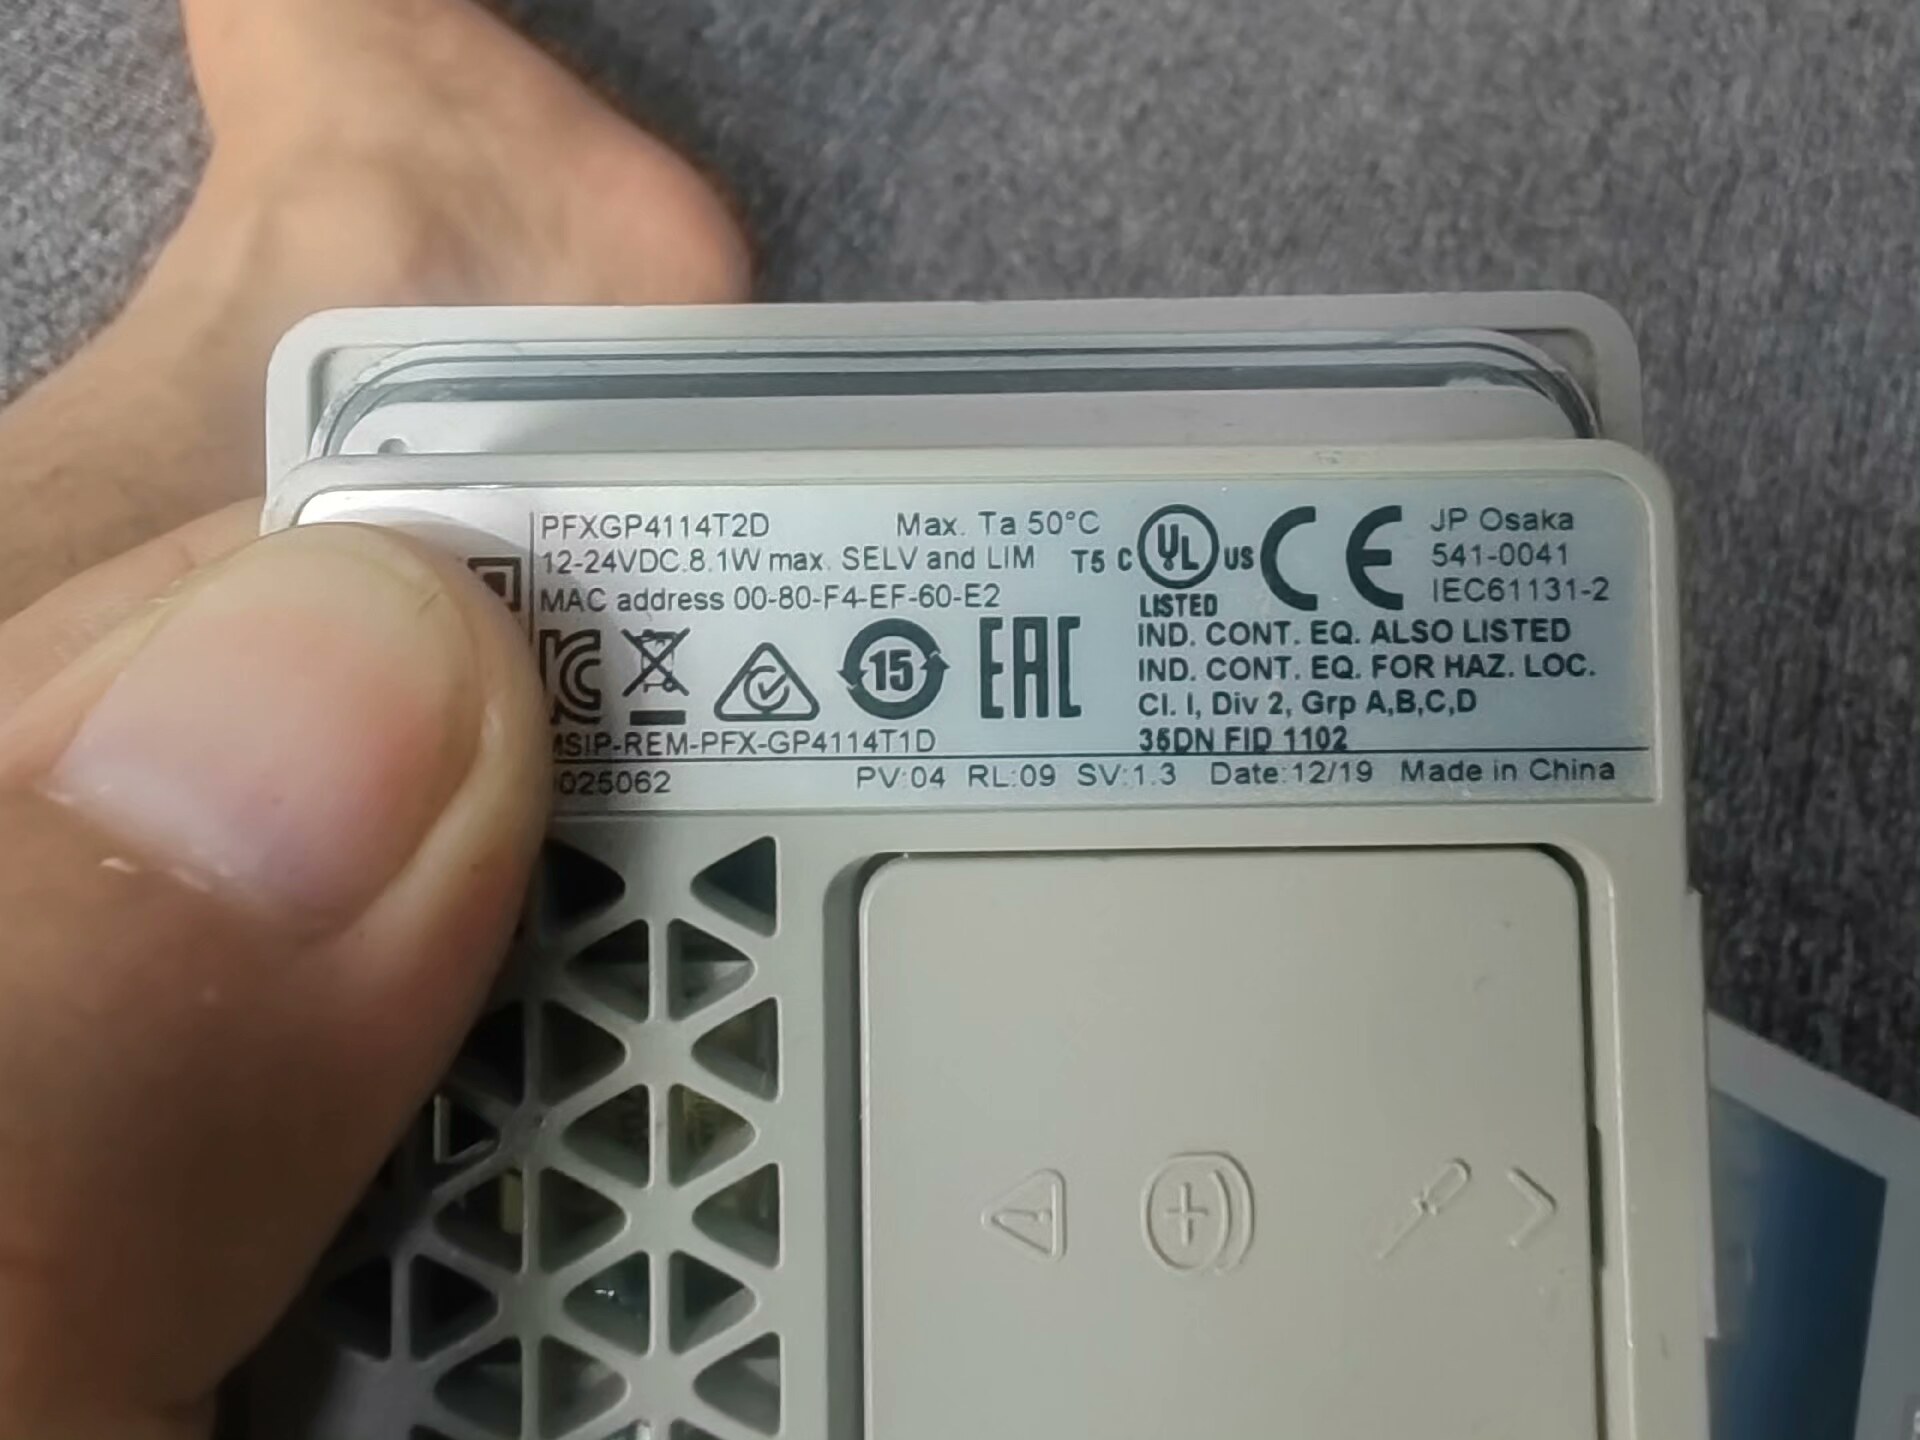 PFXGP4114T2D Max. Ta 50°C
12-24VDC.8.1W max. SELV and LIM T5
MAC address 00-80-F4-EF-60-E2
C UL US
LISTED
CE
JP Osaka
541-0041
IEC61131-2
IND. CONT. EQ. ALSO LISTED
IND. CONT. EQ. FOR HAZ. LOC.
Cl. I, Div 2, Grp A,B,C,D
36DN FID 1102
15
EAC
MSIP-REM-PFX-GP4114T1D
025062 PV:04 RL:09 SV:1.3 Date:12/19 Made in China